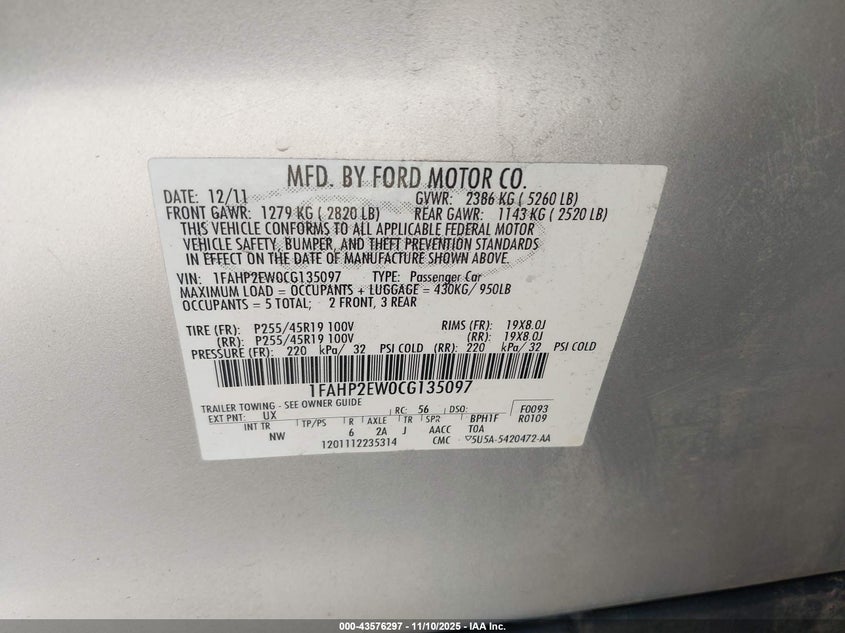 MFD. BY FORD MOTOR CO.
DATE: 12/11 GVWR: 2386 KG ( 5260 LB)
FRONT GAWR: 1279 KG ( 2820 LB) REAR GAWR: 1143 KG ( 2520 LB)
THIS VEHICLE CONFORMS TO ALL APPLICABLE FEDERAL MOTOR
VEHICLE SAFETY, BUMPER, AND THEFT PREVENTION STANDARDS
IN EFFECT ON THE DATE OF MANUFACTURE SHOWN ABOVE.
VIN: 1FAHP2EW0CG135097 TYPE: Passenger Car
MAXIMUM LOAD = OCCUPANTS + LUGGAGE = 430KG/ 950LB
OCCUPANTS = 5 TOTAL; 2 FRONT, 3 REAR
TIRE (FR): P255/45R19 100V RIMS (FR): 19X8.0J
(RR): P255/45R19 100V (RR): 19X8.0J
PRESSURE (FR): 220 kPa/ 32 PSI COLD (RR): 220 kPa/ 32 PSI COLD
1FAHP2EW0CG135097
TRAILER TOWING - SEE OWNER GUIDE
EXT PNT: UX RC: 56 DSO: F0093
INT TR TP/PS R AXLE TR SPR BPH1F R0109
NW 6 2A J AACC TOA
1201112235314 CMC ▽5U5A-5420472-AA
000-43576297 - 11/10/2025 - IAA Inc.